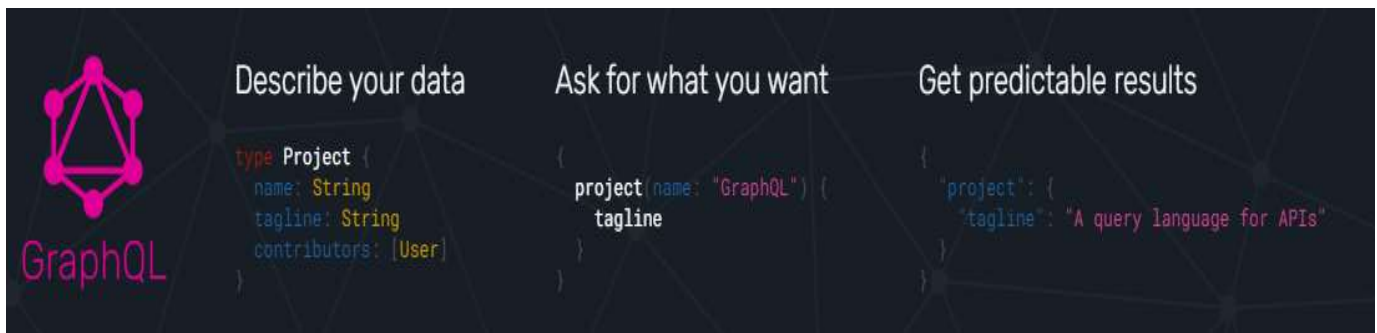 GraphQL
Describe your data
type Project {
  name: String
  tagline: String
  contributors: [User]
}
Ask for what you want
{
  project(name: "GraphQL") {
    tagline
  }
}
Get predictable results
{
  "project": {
    "tagline": "A query language for APIs"
  }
}